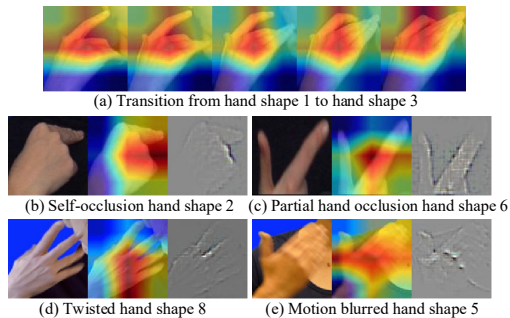 (a) Transition from hand shape 1 to hand shape 3
(b) Self-occlusion hand shape 2 (c) Partial hand occlusion hand shape 6
(d) Twisted hand shape 8 (e) Motion blurred hand shape 5